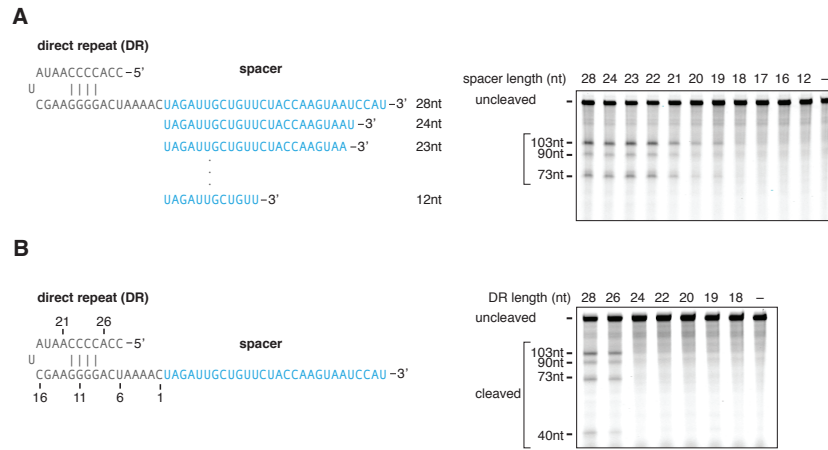 A
direct repeat (DR)
AUAACCCCACC–5'
spacer
U
CGAAGGGGACUAAAACUAGAUUGCUGUUCUACCAAGUAAUCCAU–3' 28nt
UAGAUUGCUGUUCUACCAAGUAAU–3' 24nt
UAGAUUGCUGUUCUACCAAGUAA–3' 23nt
UAGAUUGCUGUU–3' 12nt
spacer length (nt) 28 24 23 22 21 20 19 18 17 16 12 –
uncleaved
103nt
90nt
73nt
B
direct repeat (DR)
21 26
AUAACCCCACC–5'
spacer
U
CGAAGGGGACUAAAACUAGAUUGCUGUUCUACCAAGUAAUCCAU–3'
16 11 6 1
DR length (nt) 28 26 24 22 20 19 18 –
uncleaved
103nt
90nt
73nt
cleaved
40nt